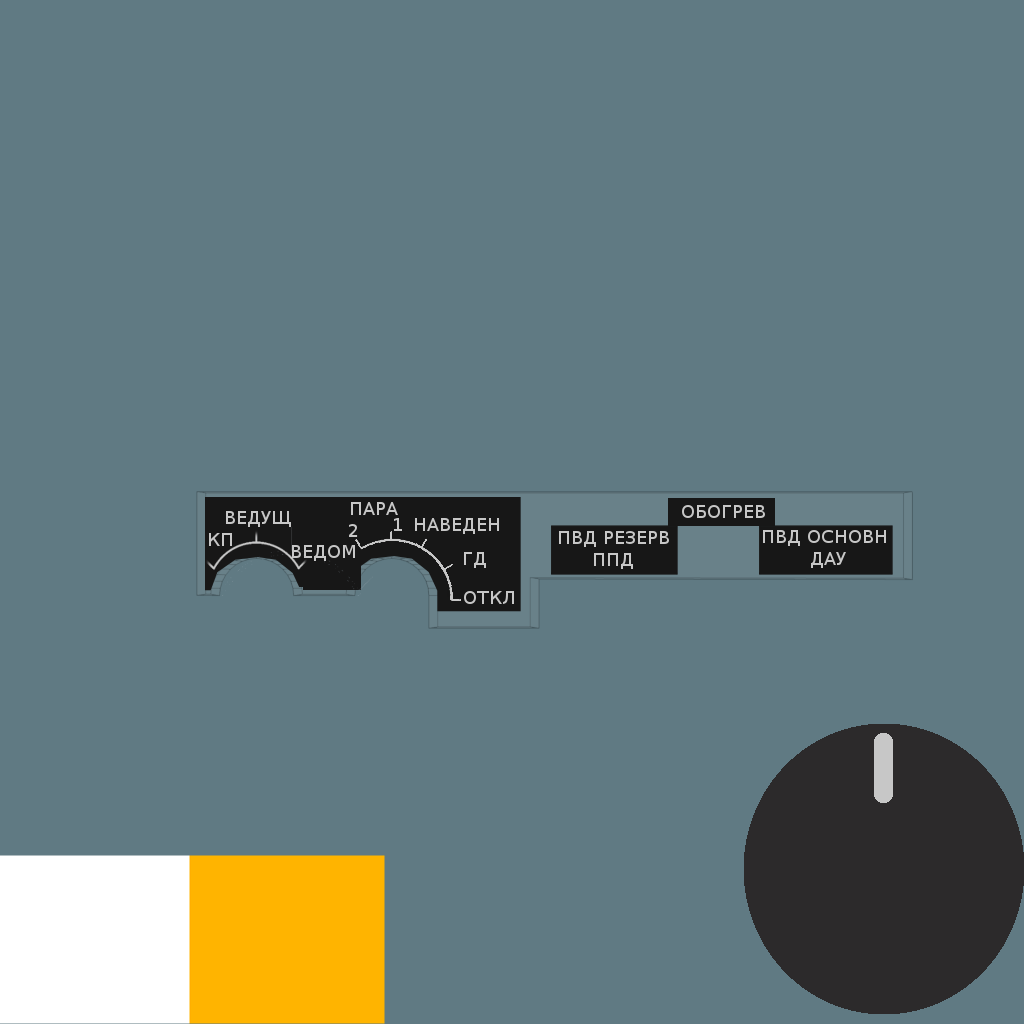 ПАРА
ВЕДУЩ
КП
ВЕДОМ
2
1
НАВЕДЕН
ГД
ОТКЛ
ОБОГРЕВ
ПВД РЕЗЕРВ
ППД
ПВД ОСНОВН
ДАУ